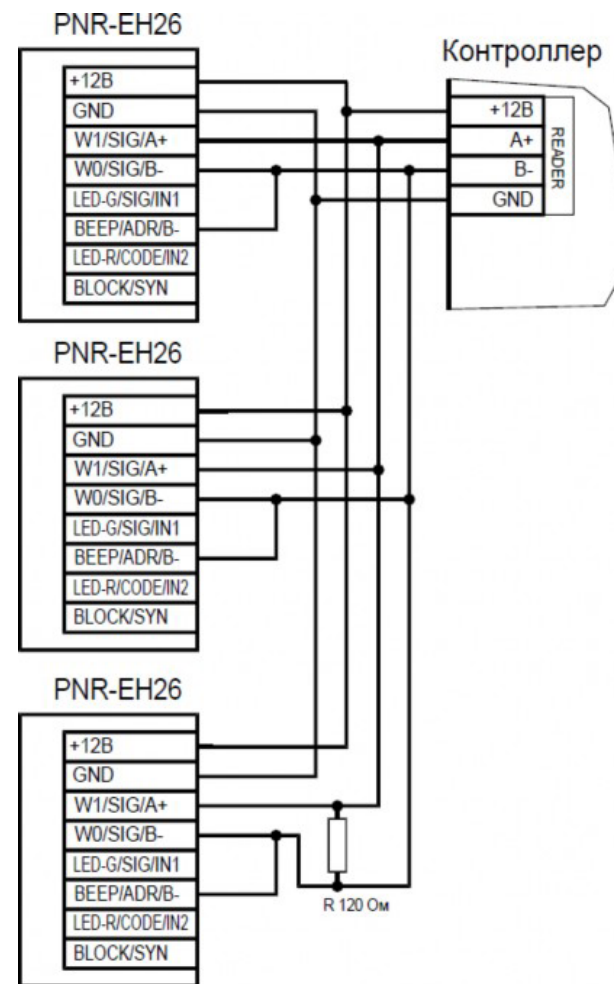 PNR-EH26
+12В
GND
W1/SIG/A+
W0/SIG/B-
LED-G/SIG/IN1
BEEP/ADR/B-
LED-R/CODE/IN2
BLOCK/SYN
Контроллер
+12В
A+
B-
GND
READER
PNR-EH26
+12В
GND
W1/SIG/A+
W0/SIG/B-
LED-G/SIG/IN1
BEEP/ADR/B-
LED-R/CODE/IN2
BLOCK/SYN
PNR-EH26
+12В
GND
W1/SIG/A+
W0/SIG/B-
LED-G/SIG/IN1
BEEP/ADR/B-
LED-R/CODE/IN2
BLOCK/SYN
R 120 Ом